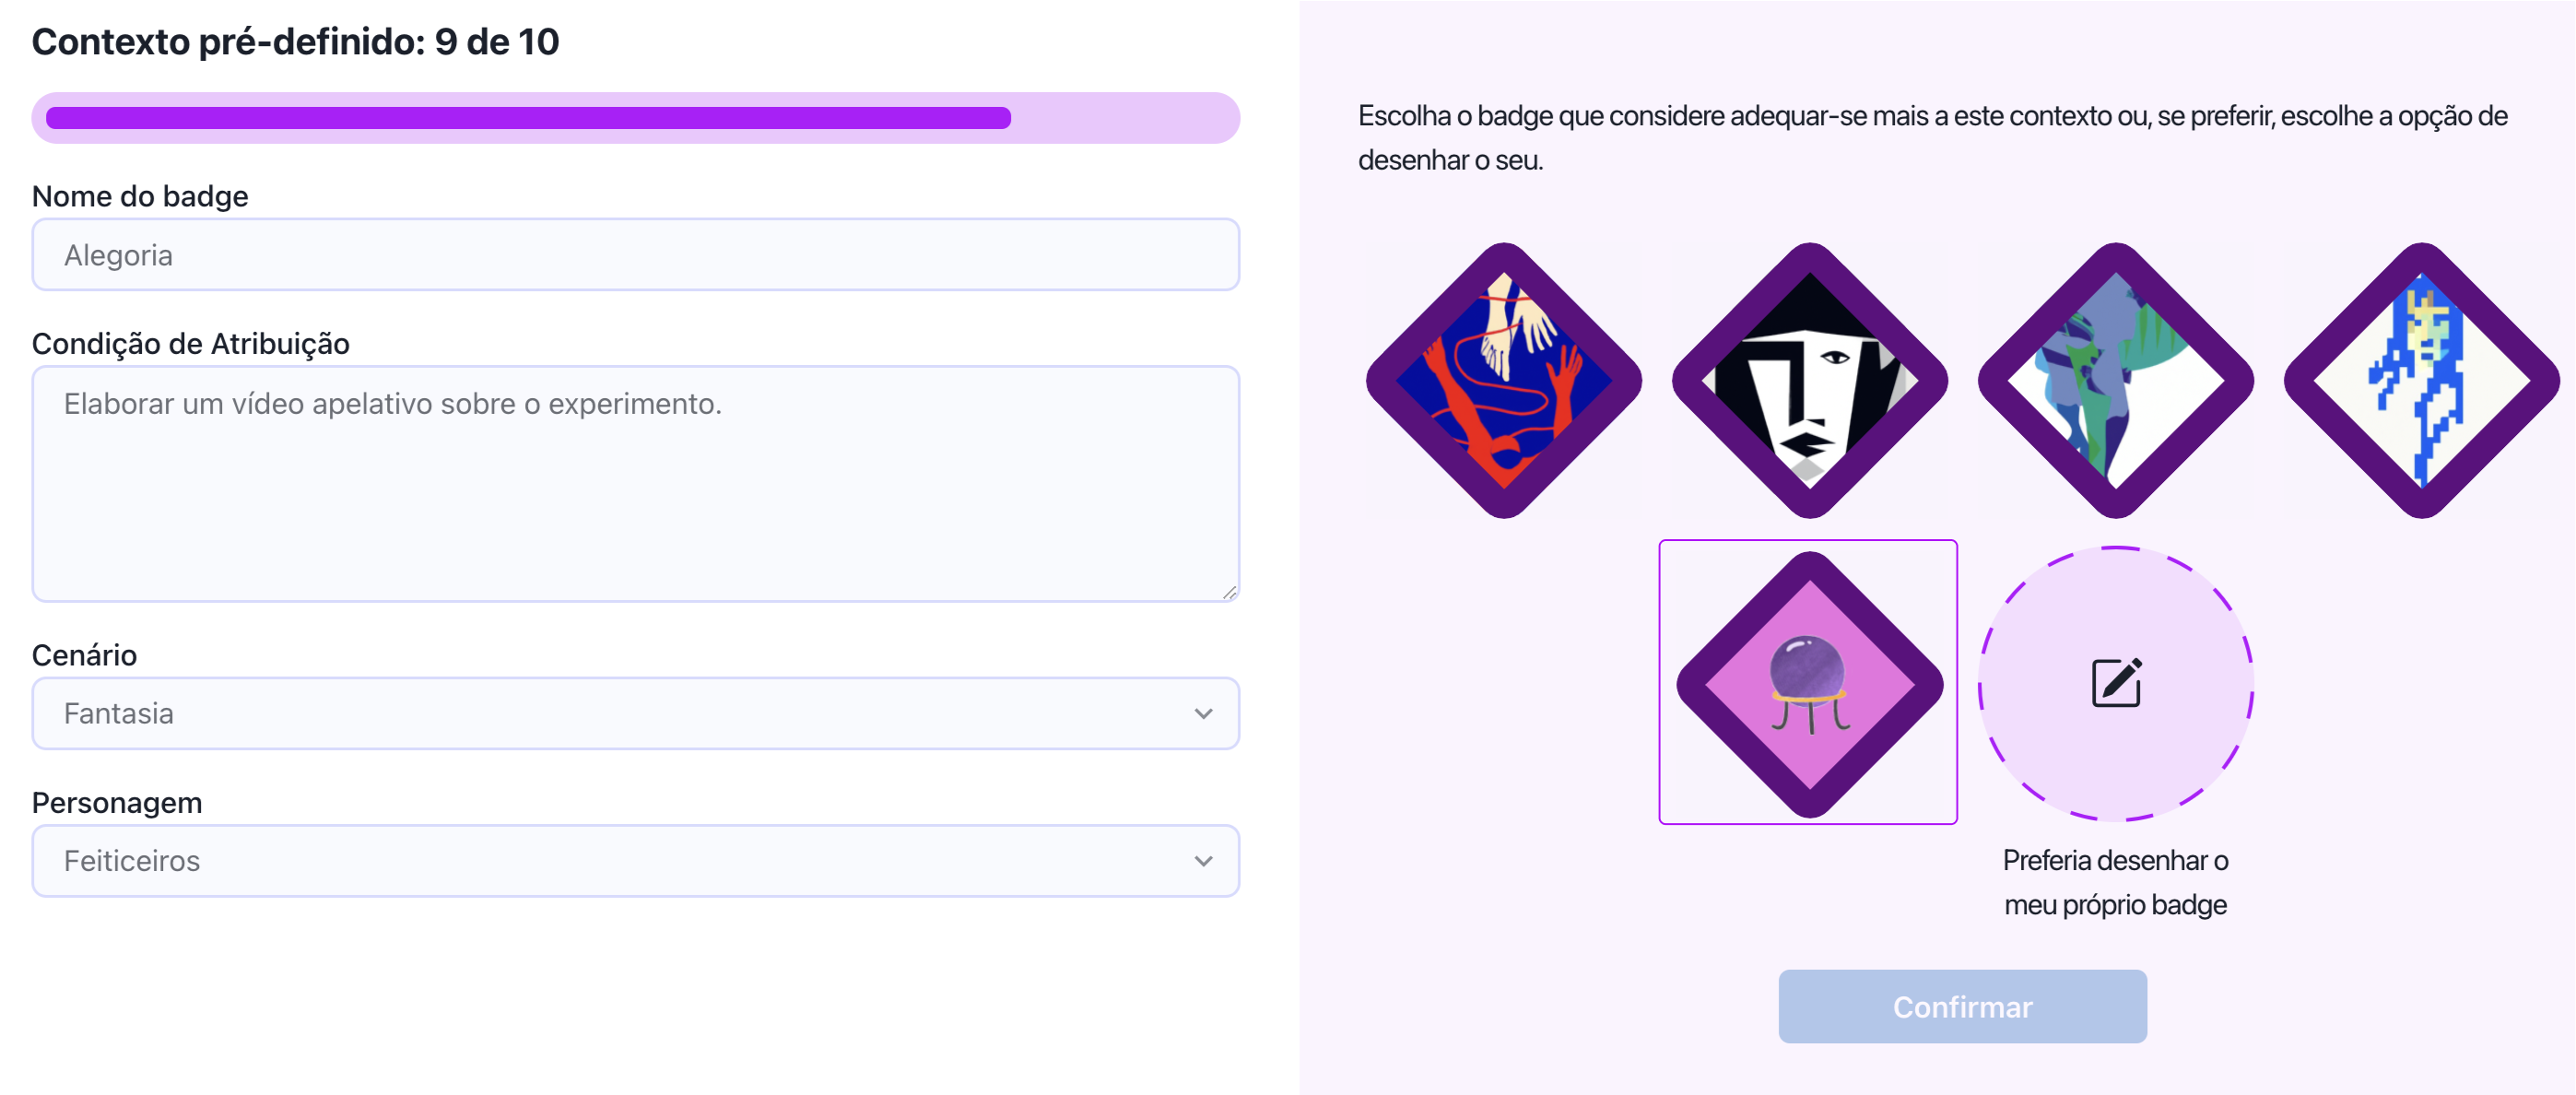 Contexto pré-definido: 9 de 10
Nome do badge
Alegoria
Condição de Atribuição
Elaborar um vídeo apelativo sobre o experimento.
Cenário
Fantasia
Personagem
Feiticeiros
Escolha o badge que considere adequar-se mais a este contexto ou, se preferir, escolhe a opção de
desenhar o seu.
Preferia desenhar o
meu próprio badge
Confirmar